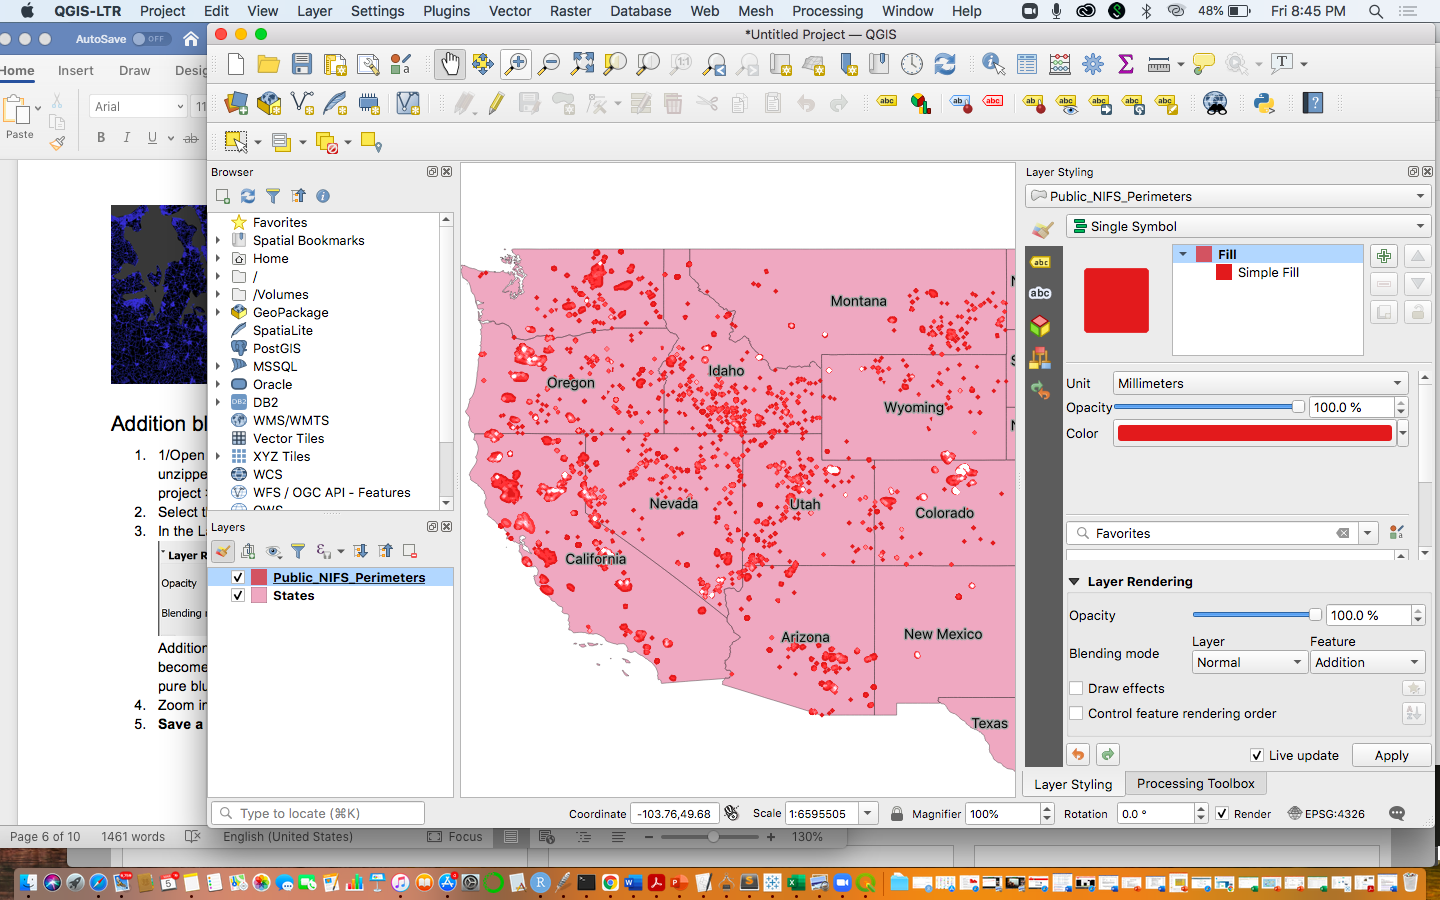 QGIS-LTR Project Edit View Layer Settings Plugins Vector Raster Database Web Mesh Processing Window Help 48% Fri 8:45 PM
AutoSave OFF
*Untitled Project — QGIS
Home Insert Draw
Arial 11
Paste
B I U ab
Addition bl
1. 1/Open
unzippe
project
2. Select t
3. In the La
Layer R
Opacity
Blending
Addition
become
pure blu
4. Zoom in
5. Save a
Page 6 of 10 1461 words English (United States) Focus 130%
Browser
Favorites
Spatial Bookmarks
Home
/
/Volumes
GeoPackage
SpatiaLite
PostGIS
MSSQL
Oracle
DB2
WMS/WMTS
Vector Tiles
XYZ Tiles
WCS
WFS / OGC API - Features
OWS
Layers
Public_NIFS_Perimeters
States
Type to locate (⌘K)
Montana
Idaho
Oregon
Wyoming
Nevada
Utah
Colorado
California
Arizona
New Mexico
Texas
Layer Styling
Public_NIFS_Perimeters
Single Symbol
Fill
Simple Fill
Unit Millimeters
Opacity 100.0 %
Color
Favorites
Layer Rendering
Opacity 100.0 %
Layer Feature
Blending mode Normal Addition
Draw effects
Control feature rendering order
Live update Apply
Layer Styling Processing Toolbox
Coordinate -103.76,49.68 Scale 1:6595505 Magnifier 100% Rotation 0.0 ° Render EPSG:4326